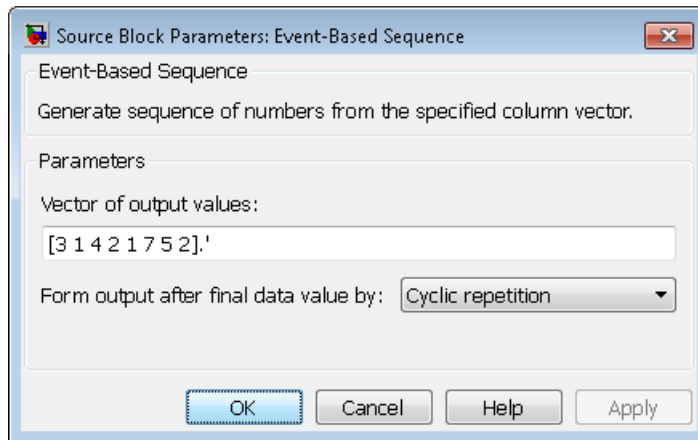 Source Block Parameters: Event-Based Sequence
Event-Based Sequence
Generate sequence of numbers from the specified column vector.
Parameters
Vector of output values:
[3 1 4 2 1 7 5 2].'
Form output after final data value by: Cyclic repetition
OK Cancel Help Apply